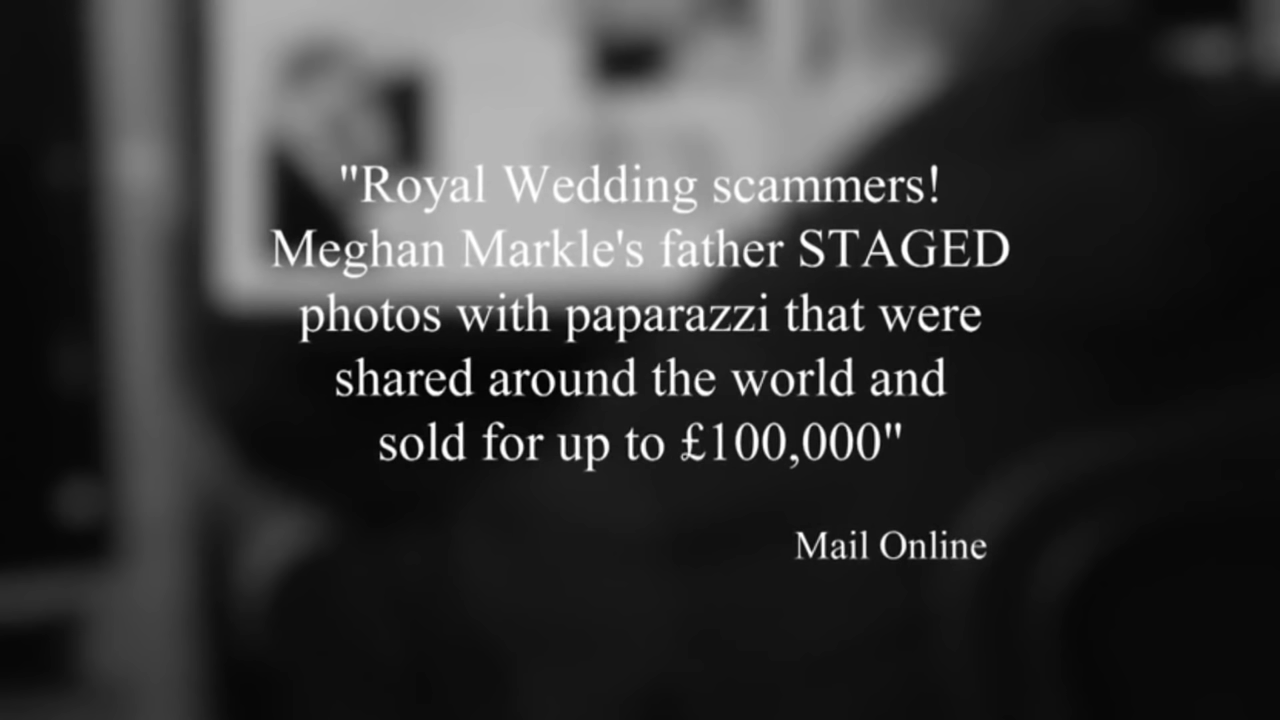 "Royal Wedding scammers!
Meghan Markle's father STAGED
photos with paparazzi that were
shared around the world and
sold for up to £100,000"
Mail Online